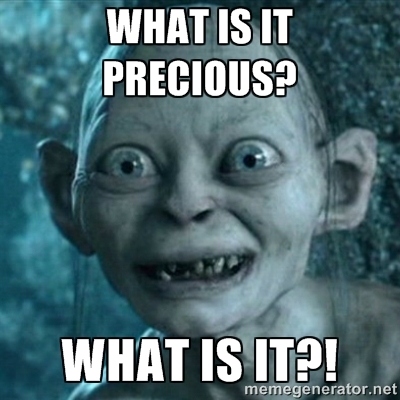 WHAT IS IT
PRECIOUS?
WHAT IS IT?!
memegenerator.net